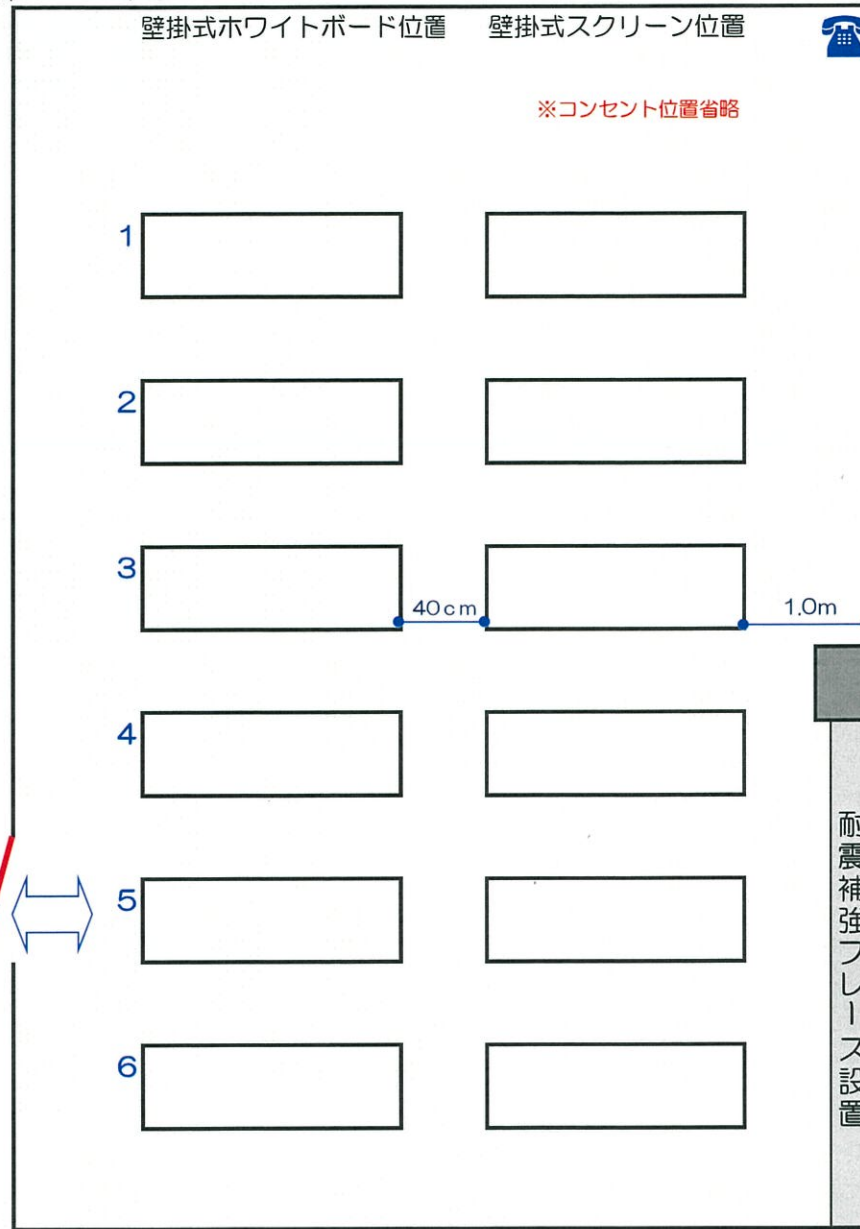 壁掛式ホワイトボード位置
壁掛式スクリーン位置
※コンセント位置省略
1
2
3
40cm
1.0m
4
5
6
耐震補強ブレース設置